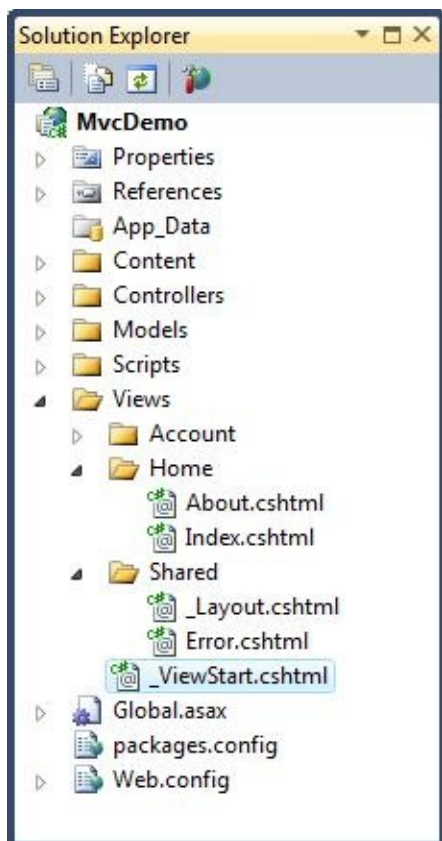 Solution Explorer
MvcDemo
Properties
References
App_Data
Content
Controllers
Models
Scripts
Views
Account
Home
About.cshtml
Index.cshtml
Shared
_Layout.cshtml
Error.cshtml
_ViewStart.cshtml
Global.asax
packages.config
Web.config